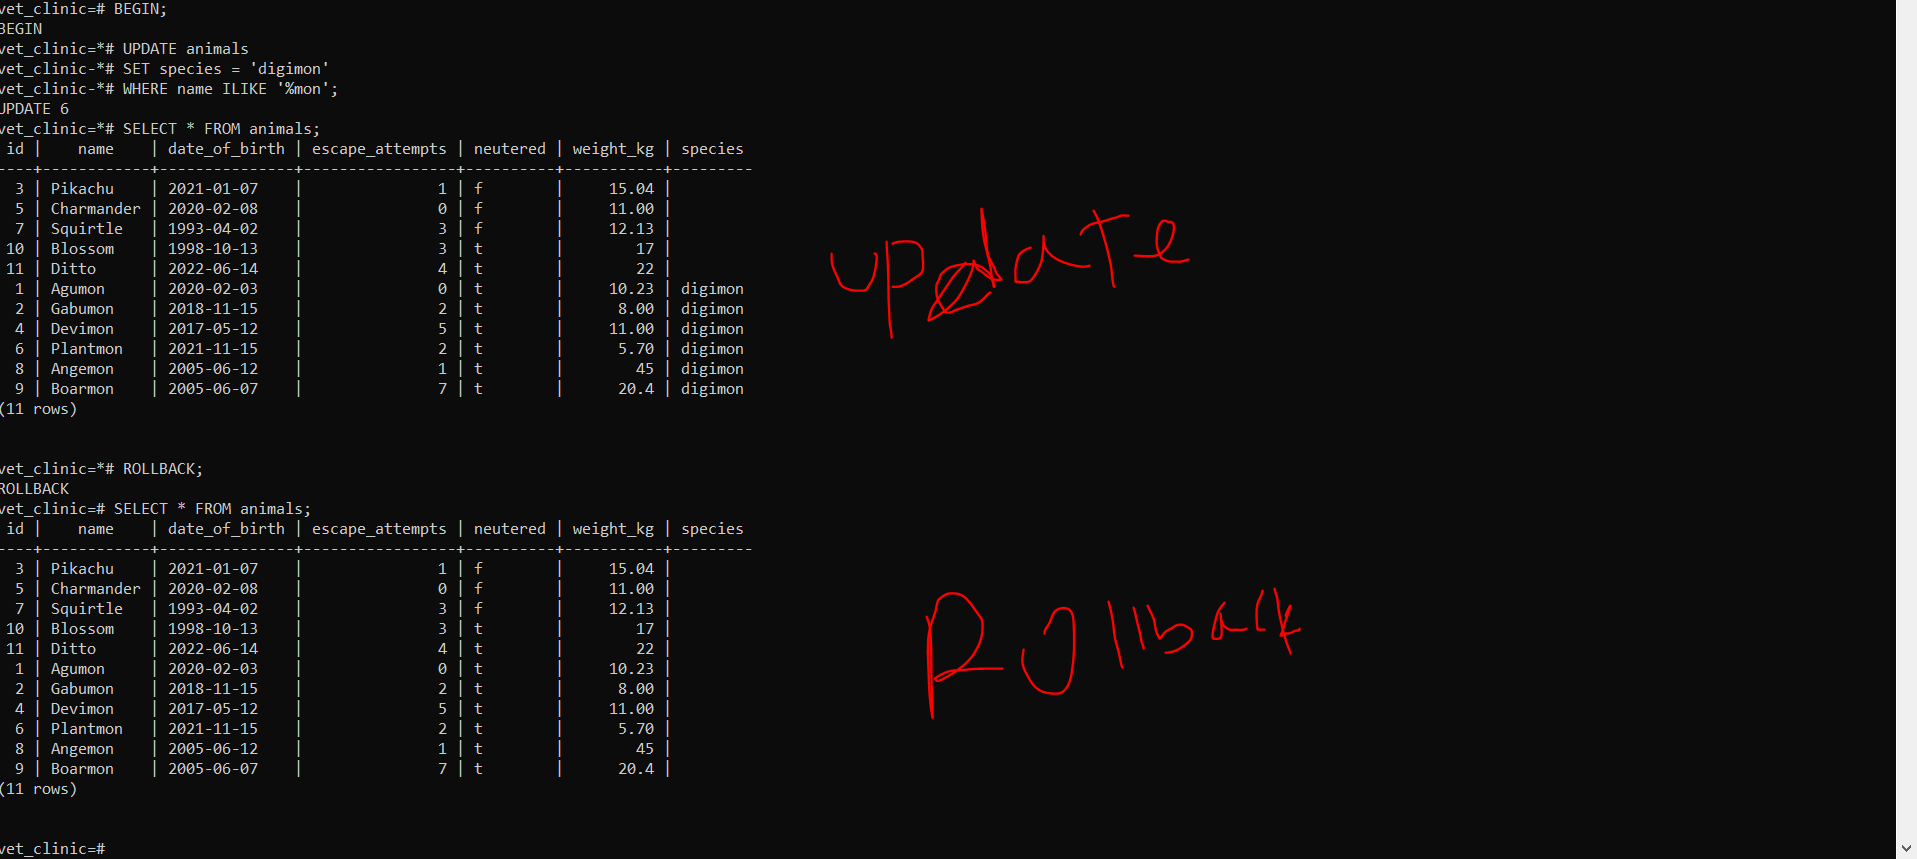 vet_clinic=# BEGIN;
BEGIN
vet_clinic=*# UPDATE animals
vet_clinic-*# SET species = 'digimon'
vet_clinic-*# WHERE name ILIKE '%mon';
UPDATE 6
vet_clinic=*# SELECT * FROM animals;
id | name | date_of_birth | escape_attempts | neutered | weight_kg | species
----+------------+---------------+-----------------+----------+-----------+---------
3 | Pikachu | 2021-01-07 | 1 | f | 15.04 |
5 | Charmander | 2020-02-08 | 0 | f | 11.00 |
7 | Squirtle | 1993-04-02 | 3 | f | 12.13 |
10 | Blossom | 1998-10-13 | 3 | t | 17 |
11 | Ditto | 2022-06-14 | 4 | t | 22 |
1 | Agumon | 2020-02-03 | 0 | t | 10.23 | digimon
2 | Gabumon | 2018-11-15 | 2 | t | 8.00 | digimon
4 | Devimon | 2017-05-12 | 5 | t | 11.00 | digimon
6 | Plantmon | 2021-11-15 | 2 | t | 5.70 | digimon
8 | Angemon | 2005-06-12 | 1 | t | 45 | digimon
9 | Boarmon | 2005-06-07 | 7 | t | 20.4 | digimon
(11 rows)
update
vet_clinic=*# ROLLBACK;
ROLLBACK
vet_clinic=# SELECT * FROM animals;
id | name | date_of_birth | escape_attempts | neutered | weight_kg | species
----+------------+---------------+-----------------+----------+-----------+---------
3 | Pikachu | 2021-01-07 | 1 | f | 15.04 |
5 | Charmander | 2020-02-08 | 0 | f | 11.00 |
7 | Squirtle | 1993-04-02 | 3 | f | 12.13 |
10 | Blossom | 1998-10-13 | 3 | t | 17 |
11 | Ditto | 2022-06-14 | 4 | t | 22 |
1 | Agumon | 2020-02-03 | 0 | t | 10.23 |
2 | Gabumon | 2018-11-15 | 2 | t | 8.00 |
4 | Devimon | 2017-05-12 | 5 | t | 11.00 |
6 | Plantmon | 2021-11-15 | 2 | t | 5.70 |
8 | Angemon | 2005-06-12 | 1 | t | 45 |
9 | Boarmon | 2005-06-07 | 7 | t | 20.4 |
(11 rows)
Rollback
vet_clinic=#